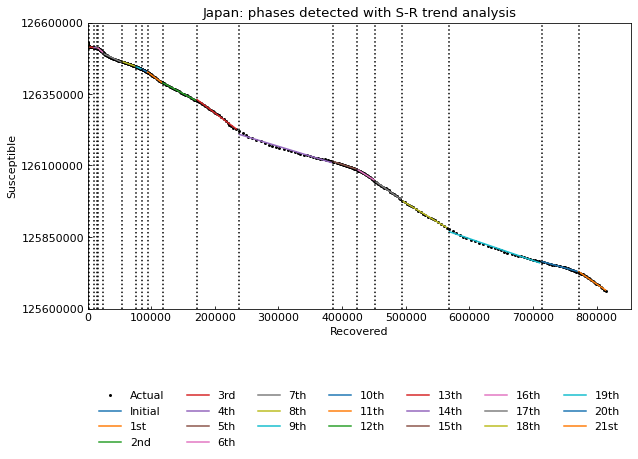 Japan: phases detected with S-R trend analysis
126600000
126350000
126100000
125850000
125600000
Susceptible
0 100000 200000 300000 400000 500000 600000 700000 800000
Recovered
Actual 3rd 7th 10th 13th 16th 19th
Initial 4th 8th 11th 14th 17th 20th
1st 5th 9th 12th 15th 18th 21st
2nd 6th